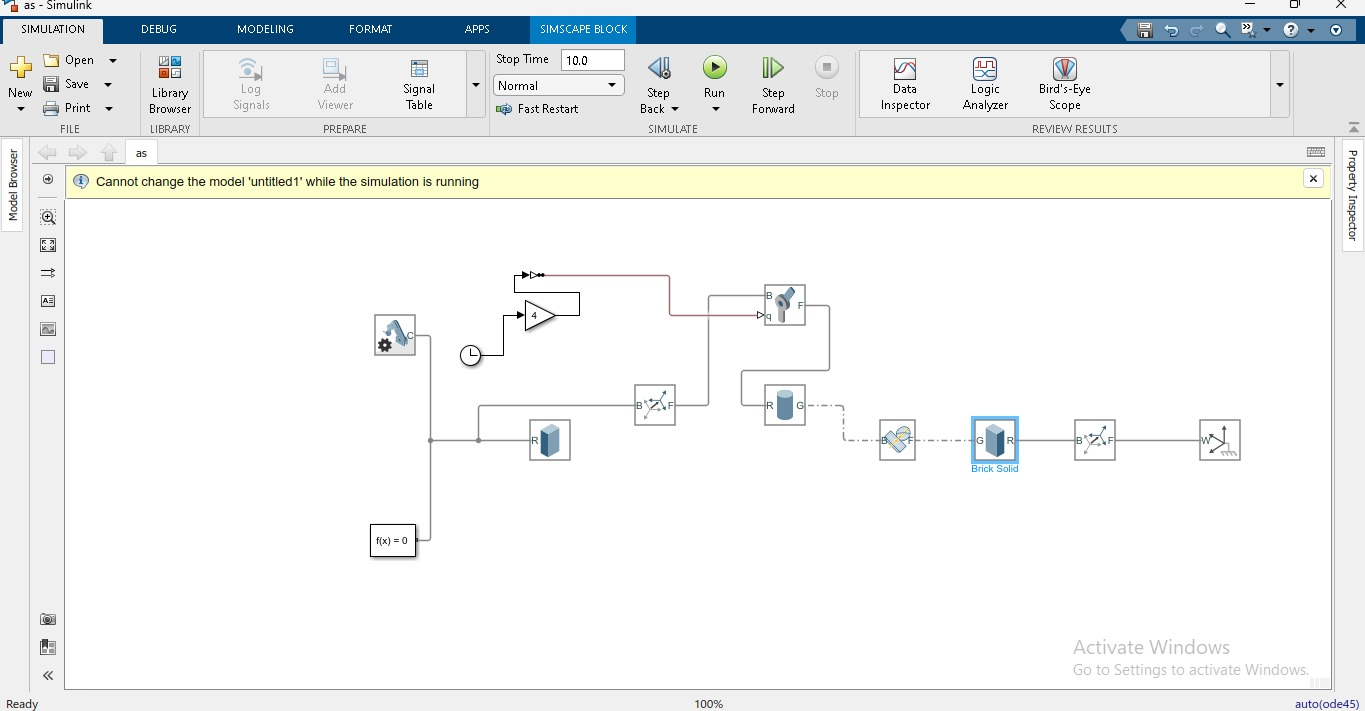 as - Simulink
SIMULATION DEBUG MODELING FORMAT APPS SIMSCAPE BLOCK
New
Open
Save
Print
FILE
Library
Browser
LIBRARY
Log
Signals
Add
Viewer
Signal
Table
PREPARE
Stop Time 10.0
Normal
Fast Restart
Step
Back
Run
Step
Forward
Stop
SIMULATE
Data
Inspector
Logic
Analyzer
Bird's-Eye
Scope
REVIEW RESULTS
Model Browser
as
Property Inspector
Cannot change the model 'untitled1' while the simulation is running
4
B
q
F
C
B F
R
R G
B F
G R
Brick Solid
B F
W
f(x) = 0
Activate Windows
Go to Settings to activate Windows.
Ready 100% auto(ode45)